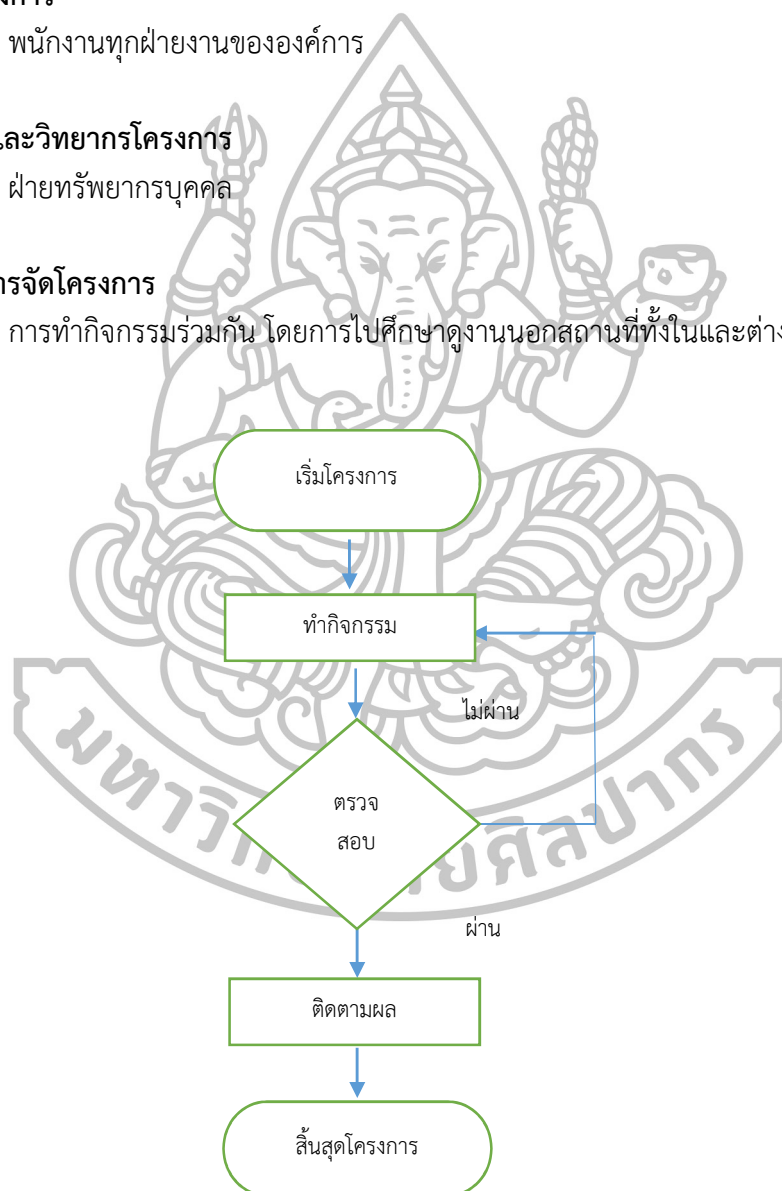 พนักงานทุกฝ่ายงานขององค์การ
และวิทยากรโครงการ
ฝ่ายทรัพยากรบุคคล
การจัดโครงการ
การทำกิจกรรมร่วมกัน โดยการไปศึกษาดูงานนอกสถานที่ทั้งในและต่าง
เริ่มโครงการ
ทำกิจกรรม
ไม่ผ่าน
ตรวจ
สอบ
ผ่าน
ติดตามผล
สิ้นสุดโครงการ